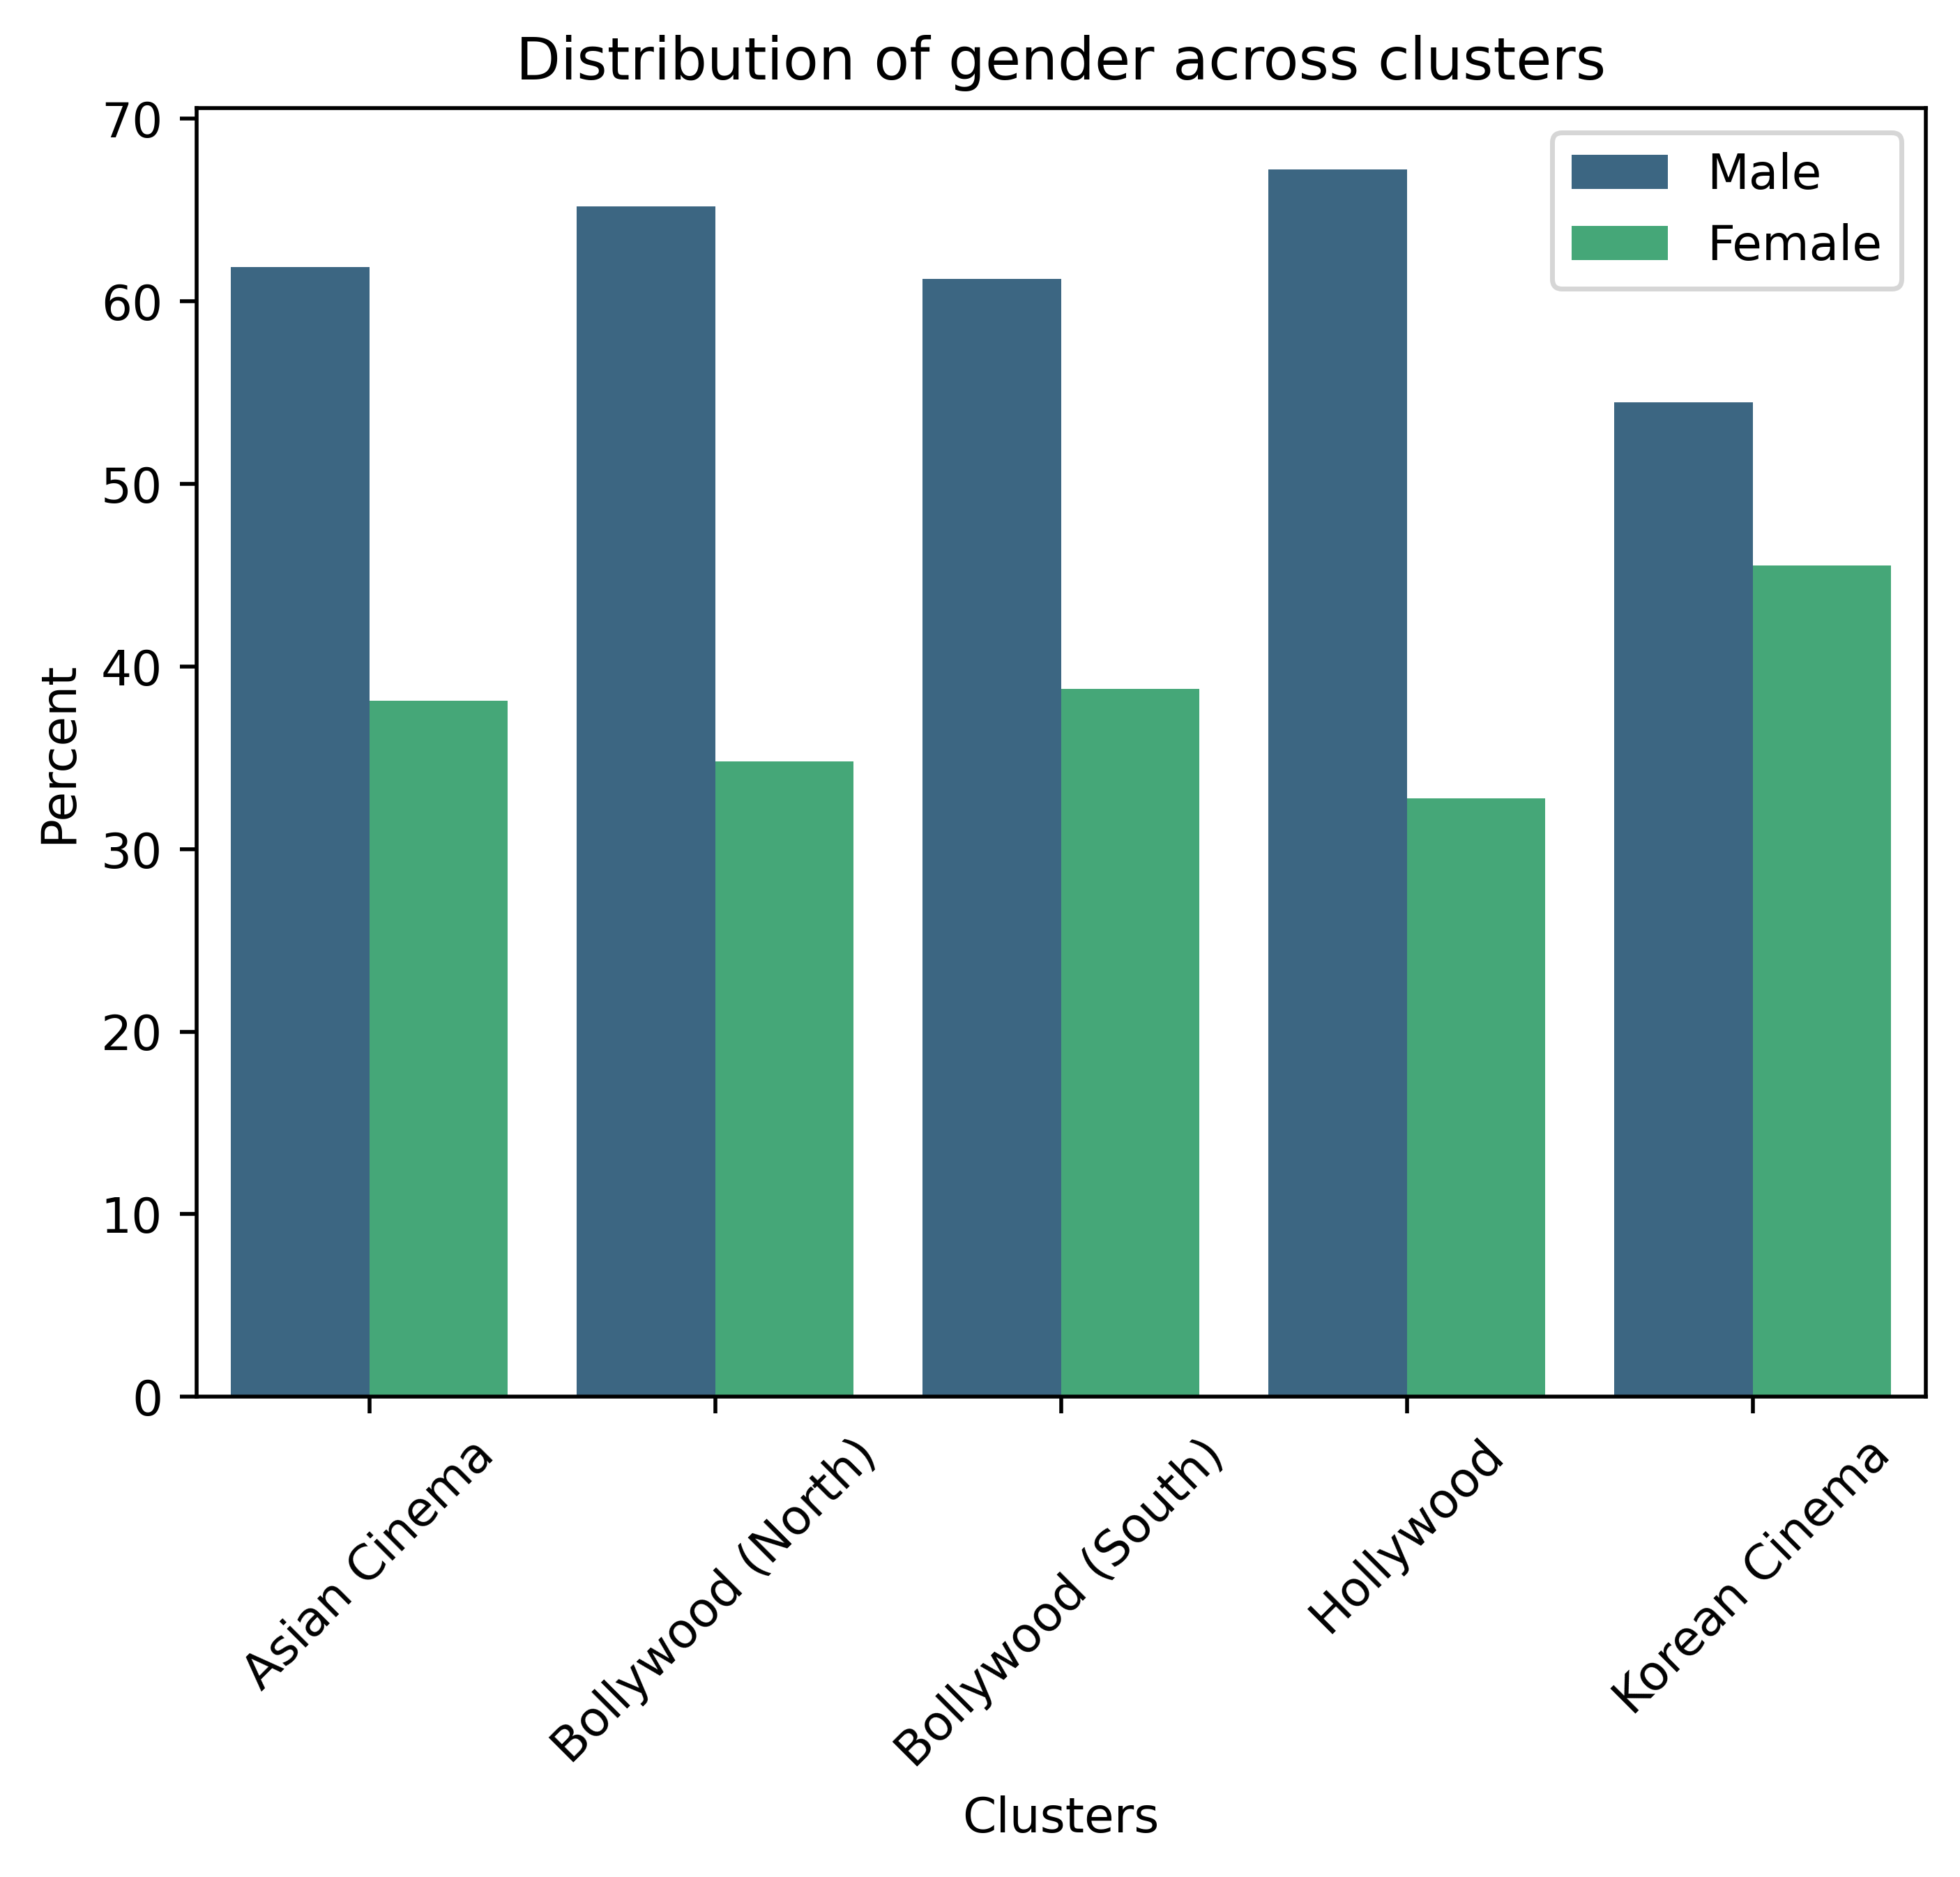 Distribution of gender across clusters
Male
Female
Percent
70
60
50
40
30
20
10
0
Asian Cinema
Bollywood (North)
Bollywood (South)
Hollywood
Korean Cinema
Clusters